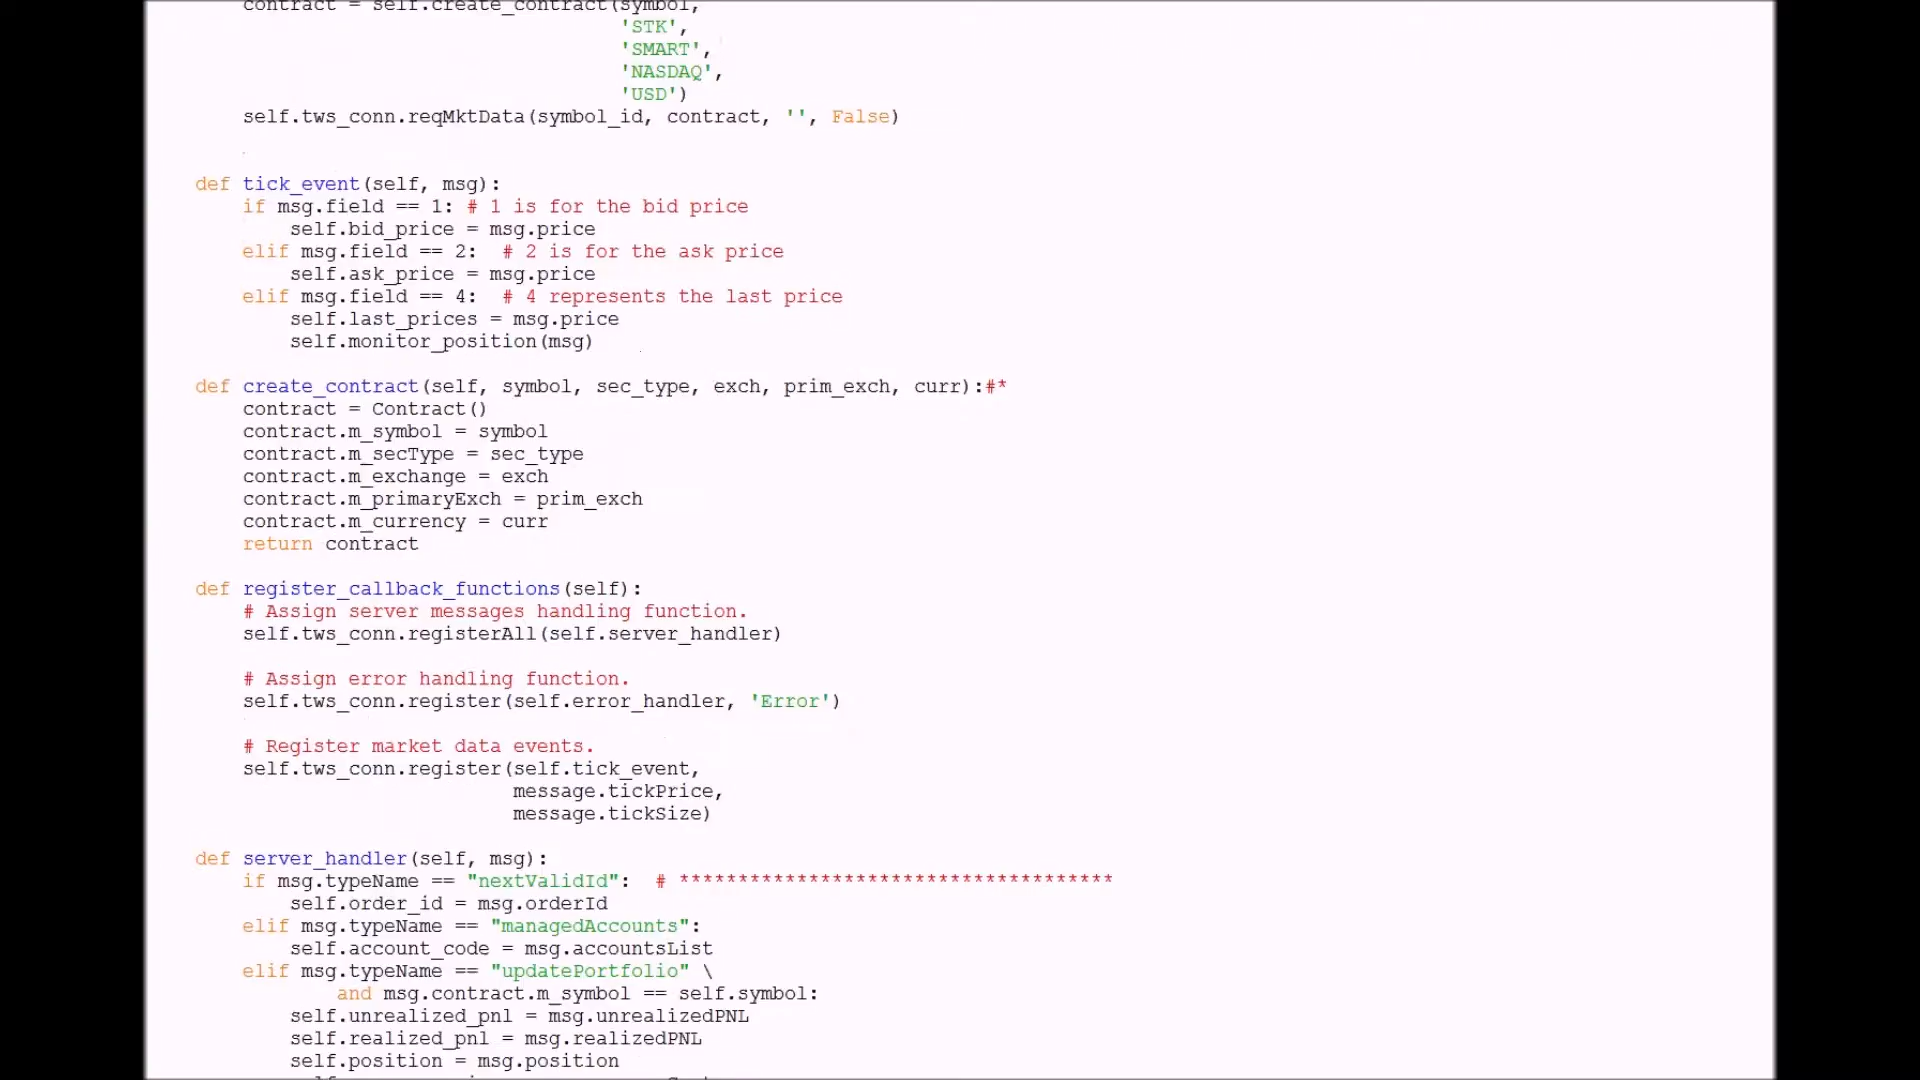 contract = self.create_contract(symbol,
'STK',
'SMART',
'NASDAQ',
'USD')
self.tws_conn.reqMktData(symbol_id, contract, '', False)
def tick_event(self, msg):
if msg.field == 1: # 1 is for the bid price
self.bid_price = msg.price
elif msg.field == 2:  # 2 is for the ask price
self.ask_price = msg.price
elif msg.field == 4:  # 4 represents the last price
self.last_prices = msg.price
self.monitor_position(msg)
def create_contract(self, symbol, sec_type, exch, prim_exch, curr):#*
contract = Contract()
contract.m_symbol = symbol
contract.m_secType = sec_type
contract.m_exchange = exch
contract.m_primaryExch = prim_exch
contract.m_currency = curr
return contract
def register_callback_functions(self):
# Assign server messages handling function.
self.tws_conn.registerAll(self.server_handler)
# Assign error handling function.
self.tws_conn.register(self.error_handler, 'Error')
# Register market data events.
self.tws_conn.register(self.tick_event,
message.tickPrice,
message.tickSize)
def server_handler(self, msg):
if msg.typeName == "nextValidId":  # *************************************
self.order_id = msg.orderId
elif msg.typeName == "managedAccounts":
self.account_code = msg.accountsList
elif msg.typeName == "updatePortfolio" \
and msg.contract.m_symbol == self.symbol:
self.unrealized_pnl = msg.unrealizedPNL
self.realized_pnl = msg.realizedPNL
self.position = msg.position